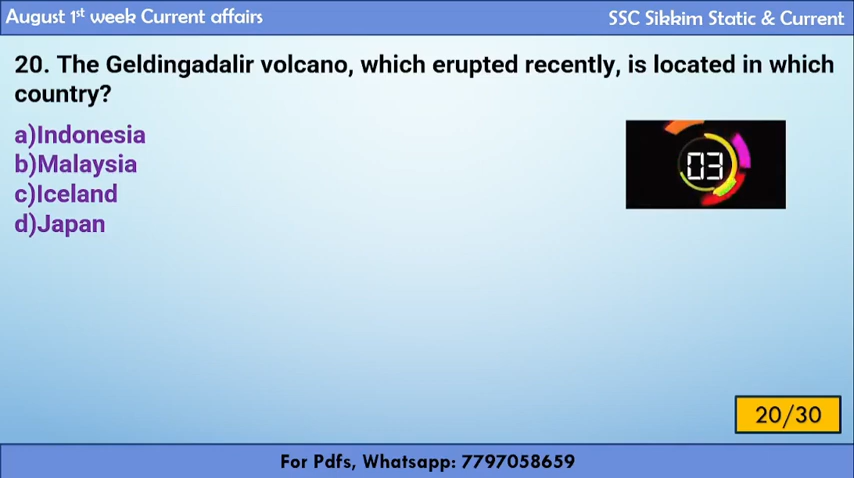 August 1st week Current affairs
SSC Sikkim Static & Current
20. The Geldingadalir volcano, which erupted recently, is located in which
country?
a)Indonesia
b)Malaysia
c)Iceland
d)Japan
03
20/30
For Pdfs, Whatsapp: 7797058659